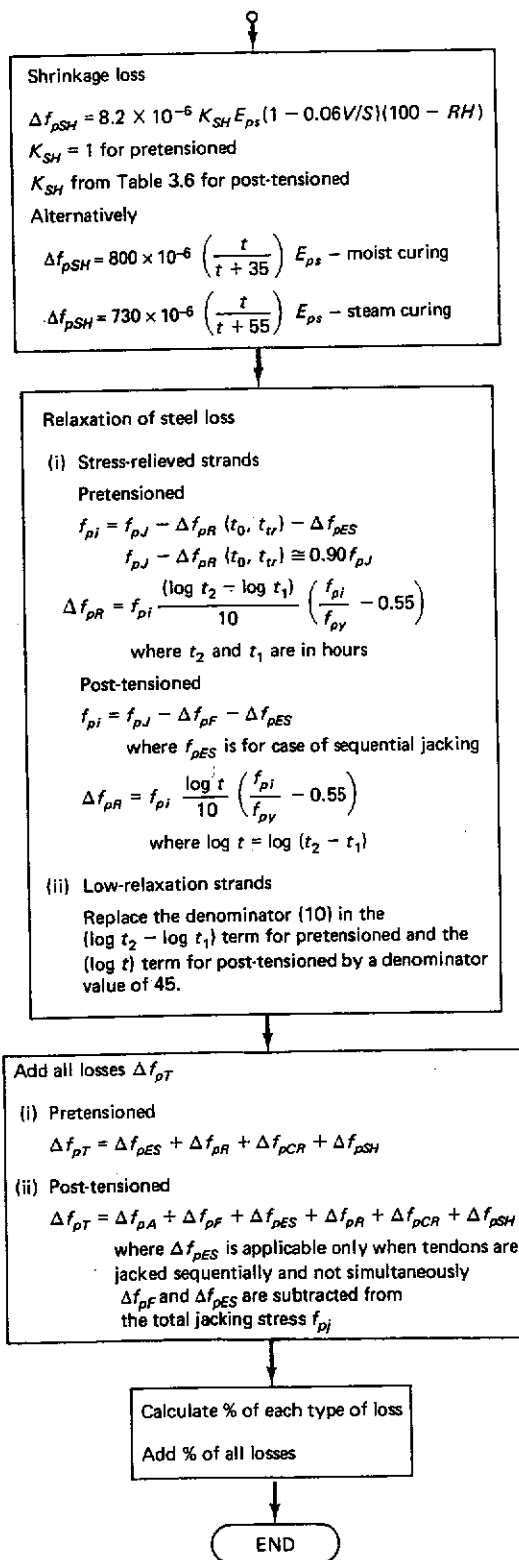 Shrinkage loss
Δf_pSH = 8.2 × 10⁻⁶ K_SH E_ps (1 − 0.06V/S)(100 − RH)
K_SH = 1 for pretensioned
K_SH from Table 3.6 for post-tensioned
Alternatively
Δf_pSH = 800 × 10⁻⁶ (t / (t + 35)) E_ps – moist curing
Δf_pSH = 730 × 10⁻⁶ (t / (t + 55)) E_ps – steam curing
Relaxation of steel loss
(i) Stress-relieved strands
Pretensioned
f_pi = f_pJ − Δf_pR (t_0, t_tr) − Δf_pES
f_pJ − Δf_pR (t_0, t_tr) ≅ 0.90 f_pJ
Δf_pR = f_pi ((log t_2 − log t_1) / 10) (f_pi / f_py − 0.55)
where t_2 and t_1 are in hours
Post-tensioned
f_pi = f_pJ − Δf_pF − Δf_pES
where f_pES is for case of sequential jacking
Δf_pR = f_pi (log t / 10) (f_pi / f_py − 0.55)
where log t = log (t_2 − t_1)
(ii) Low-relaxation strands
Replace the denominator (10) in the
(log t_2 − log t_1) term for pretensioned and the
(log t) term for post-tensioned by a denominator
value of 45.
Add all losses Δf_pT
(i) Pretensioned
Δf_pT = Δf_pES + Δf_pR + Δf_pCR + Δf_pSH
(ii) Post-tensioned
Δf_pT = Δf_pA + Δf_pF + Δf_pES + Δf_pR + Δf_pCR + Δf_pSH
where Δf_pES is applicable only when tendons are
jacked sequentially and not simultaneously
Δf_pF and Δf_pES are subtracted from
the total jacking stress f_pj
Calculate % of each type of loss
Add % of all losses
END